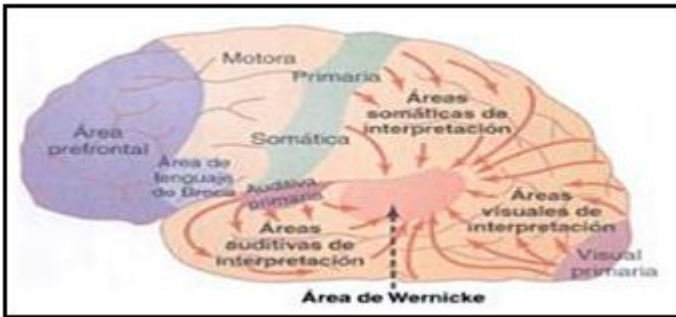 Motora
Primaria
Área
prefrontal
Somática
Área de
lenguaje
de Broca
Auditiva
primaria
Áreas
somáticas de
interpretación
Áreas
visuales de
interpretación
Áreas
auditivas de
interpretación
Visual
primaria
Área de Wernicke